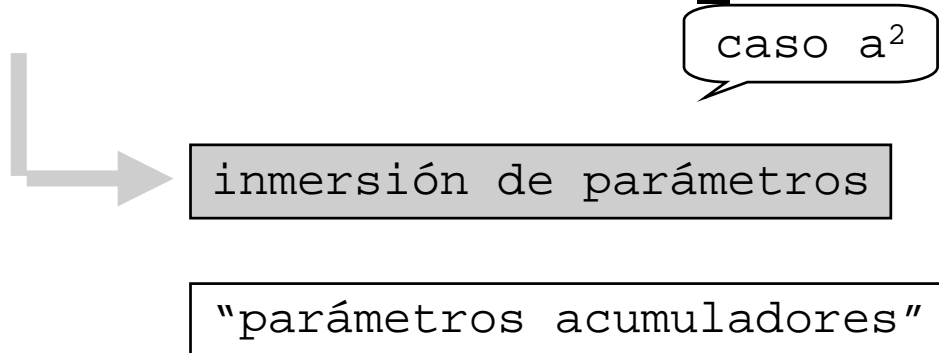 caso a²
inmersión de parámetros
“parámetros acumuladores”